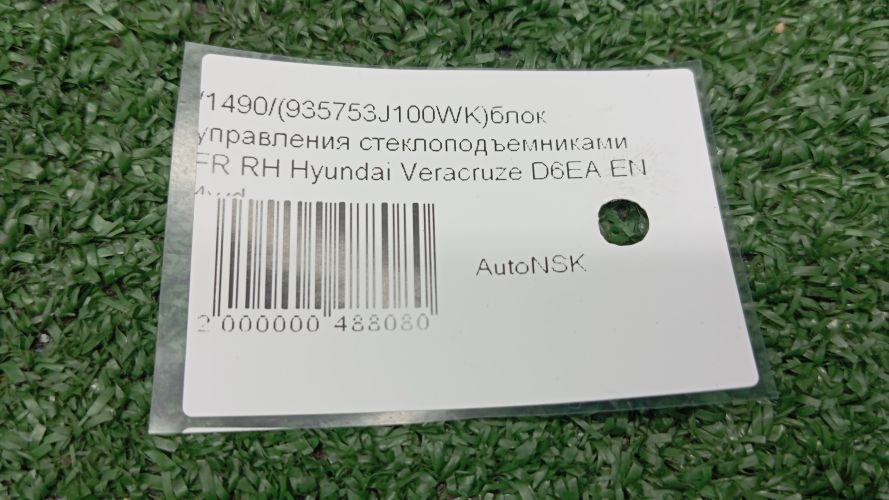 /1490/(935753J100WK)блок
управления стеклоподъемниками
FR RH Hyundai Veracruze D6EA EN
AutoNSK
2 000000 488080